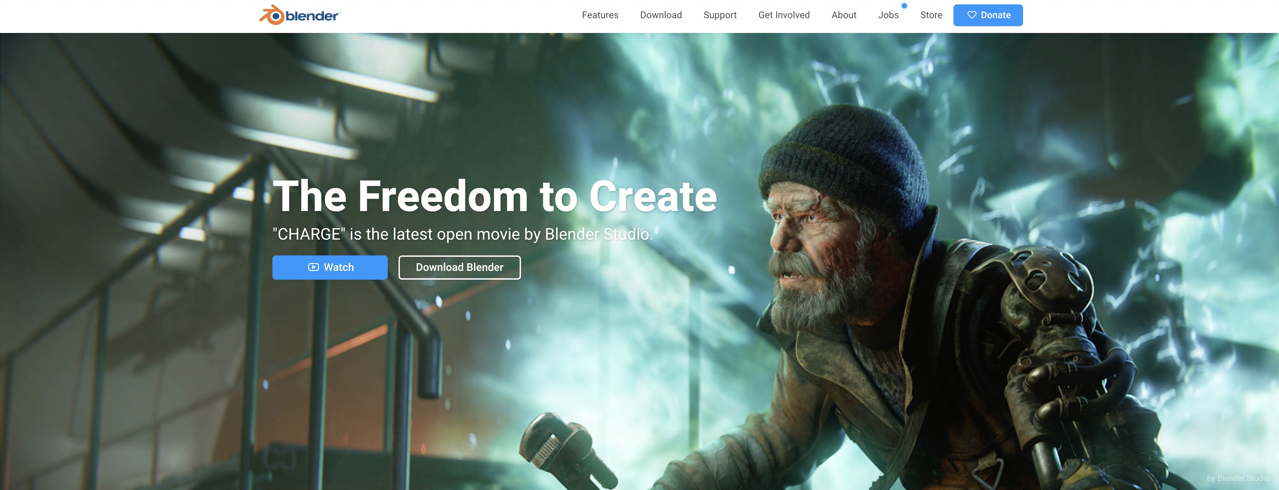 blender
Features Download Support Get Involved About Jobs Store Donate
The Freedom to Create
"CHARGE" is the latest open movie by Blender Studio.
Watch Download Blender
by Blender Studio